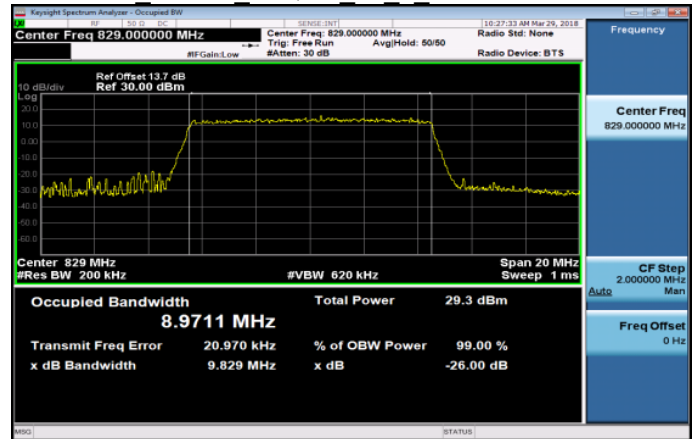 Keysight Spectrum Analyzer - Occupied BW
RF 50 Ω DC SENSE:INT 10:27:33 AM Mar 29, 2018
Center Freq 829.000000 MHz
Center Freq: 829.000000 MHz Radio Std: None
Trig: Free Run Avg|Hold: 50/50
#IFGain:Low #Atten: 30 dB Radio Device: BTS
Frequency
Ref Offset 13.7 dB
10 dB/div Ref 30.00 dBm
Log
20.0
10.0
0.00
-10.0
-20.0
-30.0
-40.0
-50.0
-60.0
Center Freq
829.000000 MHz
Center 829 MHz Span 20 MHz
#Res BW 200 kHz #VBW 620 kHz Sweep 1 ms
CF Step
2.000000 MHz
Auto Man
Occupied Bandwidth Total Power 29.3 dBm
8.9711 MHz
Transmit Freq Error 20.970 kHz % of OBW Power 99.00 %
x dB Bandwidth 9.829 MHz x dB -26.00 dB
Freq Offset
0 Hz
MSG STATUS